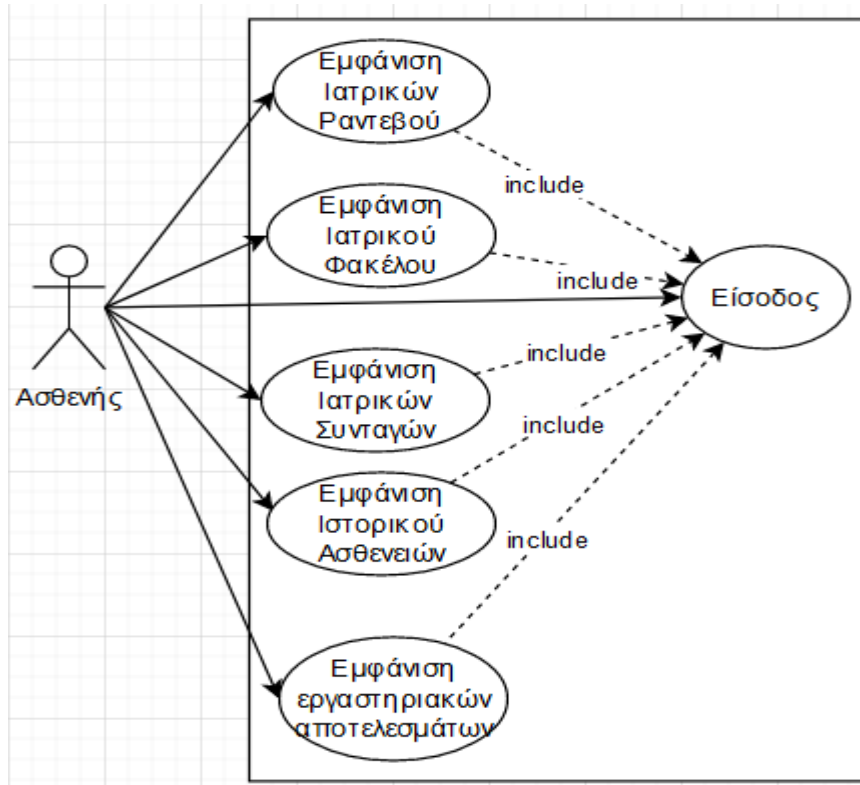 Εμφάνιση
Ιατρικών
Ραντεβού
include
Εμφάνιση
Ιατρικού
Φακέλου
include
Είσοδος
Ασθενής
include
Εμφάνιση
Ιατρικών
Συνταγών
include
Εμφάνιση
Ιστορικού
Ασθενειών
include
Εμφάνιση
εργαστηριακών
αποτελεσμάτων